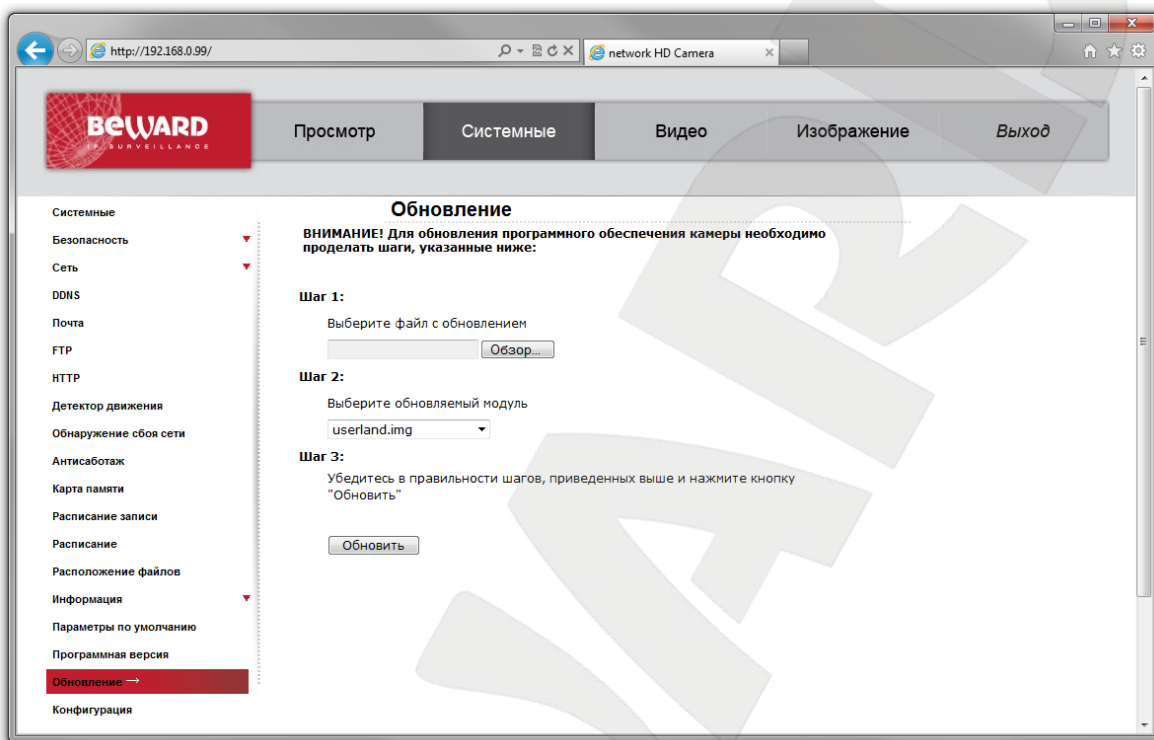 http://192.168.0.99/
network HD Camera
BEWARD
IP SURVEILLANCE
Просмотр
Системные
Видео
Изображение
Выход
Системные
Безопасность
Сеть
DDNS
Почта
FTP
HTTP
Детектор движения
Обнаружение сбоя сети
Антисаботаж
Карта памяти
Расписание записи
Расписание
Расположение файлов
Информация
Параметры по умолчанию
Программная версия
Обновление →
Конфигурация
Обновление
ВНИМАНИЕ! Для обновления программного обеспечения камеры необходимо
проделать шаги, указанные ниже:
Шаг 1:
Выберите файл с обновлением
Обзор...
Шаг 2:
Выберите обновляемый модуль
userland.img
Шаг 3:
Убедитесь в правильности шагов, приведенных выше и нажмите кнопку
"Обновить"
Обновить